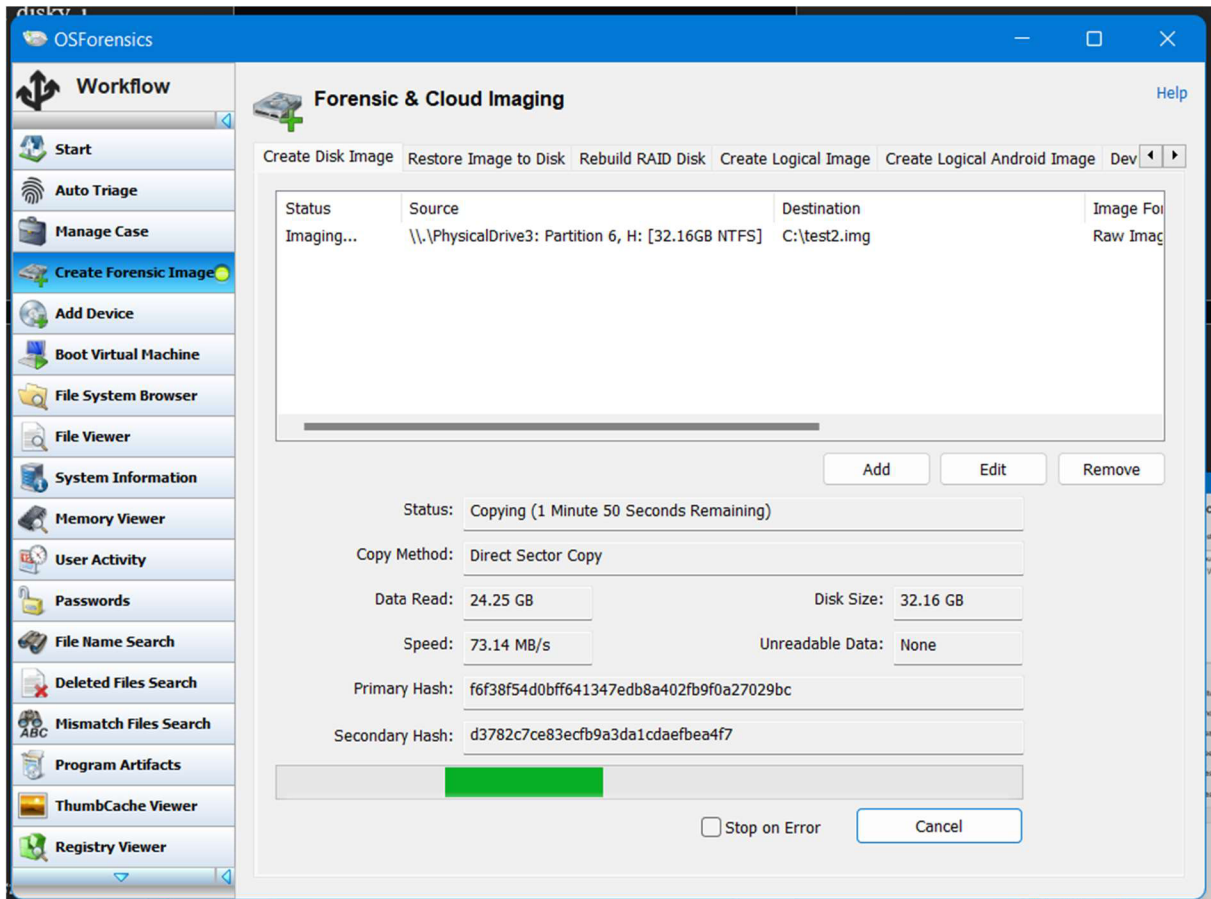 OSForensics
Workflow
Start
Auto Triage
Manage Case
Create Forensic Image
Add Device
Boot Virtual Machine
File System Browser
File Viewer
System Information
Memory Viewer
User Activity
Passwords
File Name Search
Deleted Files Search
ABC
Mismatch Files Search
Program Artifacts
ThumbCache Viewer
Registry Viewer
Forensic & Cloud Imaging
Help
Create Disk Image Restore Image to Disk Rebuild RAID Disk Create Logical Image Create Logical Android Image Dev
Status Source Destination Image For
Imaging... \\.\PhysicalDrive3: Partition 6, H: [32.16GB NTFS] C:\test2.img Raw Imag
Add Edit Remove
Status: Copying (1 Minute 50 Seconds Remaining)
Copy Method: Direct Sector Copy
Data Read: 24.25 GB Disk Size: 32.16 GB
Speed: 73.14 MB/s Unreadable Data: None
Primary Hash: f6f38f54d0bff641347edb8a402fb9f0a27029bc
Secondary Hash: d3782c7ce83ecfb9a3da1cdaefbea4f7
Stop on Error Cancel